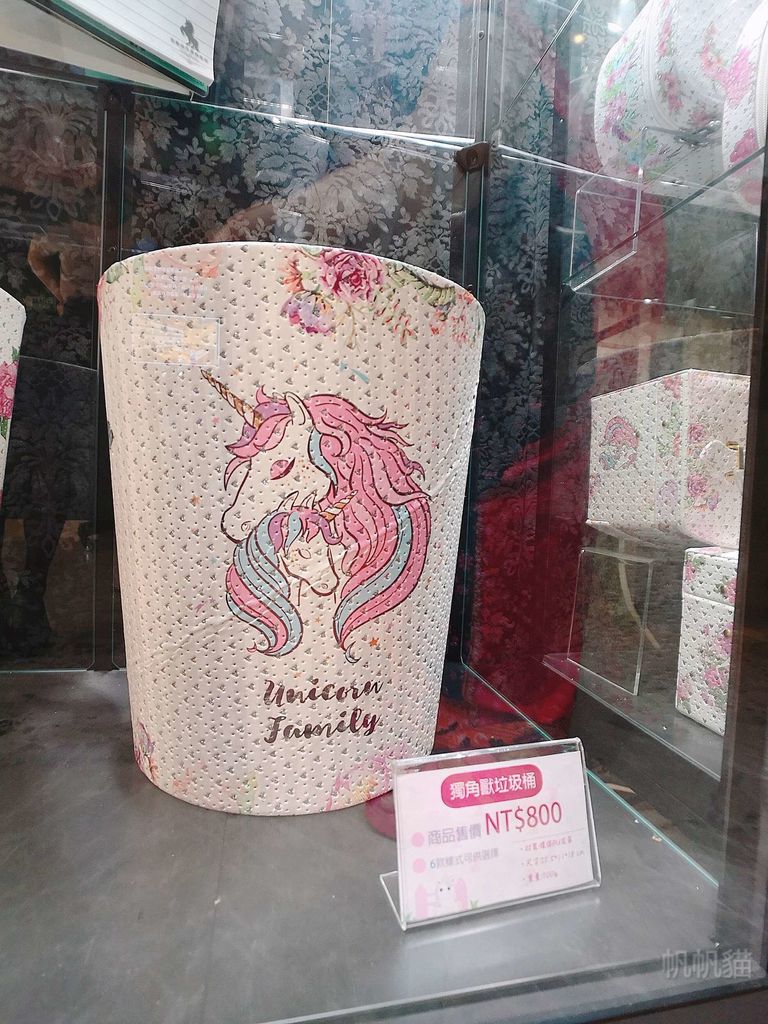 Unicorn
Family
獨角獸垃圾桶
商品售價 NT$800
6款樣式可供選擇
帆帆貓